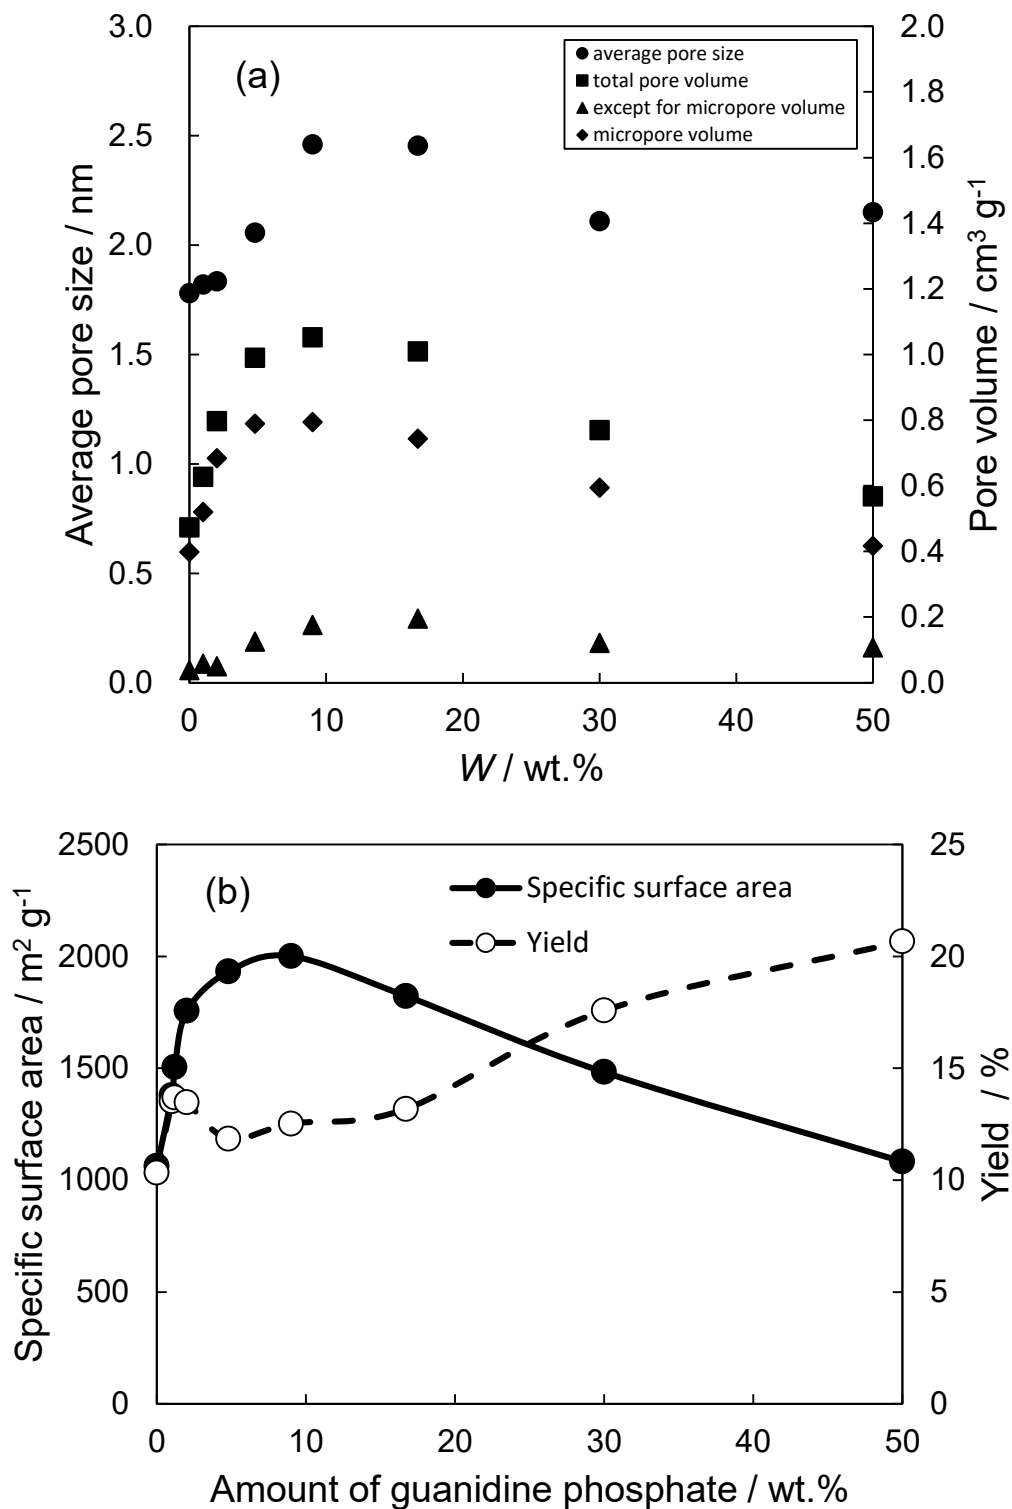 (a)
average pore size
total pore volume
except for micropore volume
micropore volume
Average pore size / nm
3.0
2.5
2.0
1.5
1.0
0.5
0.0
Pore volume / cm³ g⁻¹
2.0
1.8
1.6
1.4
1.2
1.0
0.8
0.6
0.4
0.2
0.0
0 10 20 30 40 50
W / wt.%
(b)
Specific surface area
Yield
Specific surface area / m² g⁻¹
2500
2000
1500
1000
500
0
Yield / %
25
20
15
10
5
0
0 10 20 30 40 50
Amount of guanidine phosphate / wt.%